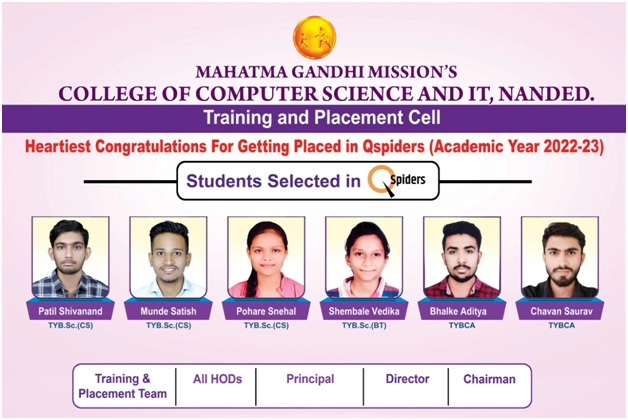 MAHATMA GANDHI MISSION'S
COLLEGE OF COMPUTER SCIENCE AND IT, NANDED.
Training and Placement Cell
Heartiest Congratulations For Getting Placed in Qspiders (Academic Year 2022-23)
Students Selected in QSpiders
Patil Shivanand Munde Satish Pohare Snehal Shembale Vedika Bhalke Aditya Chavan Saurav
TYB.Sc.(CS) TYB.Sc.(CS) TYB.Sc.(CS) TYB.Sc.(BT) TYBCA TYBCA
Training & All HODs Principal Director Chairman
Placement Team